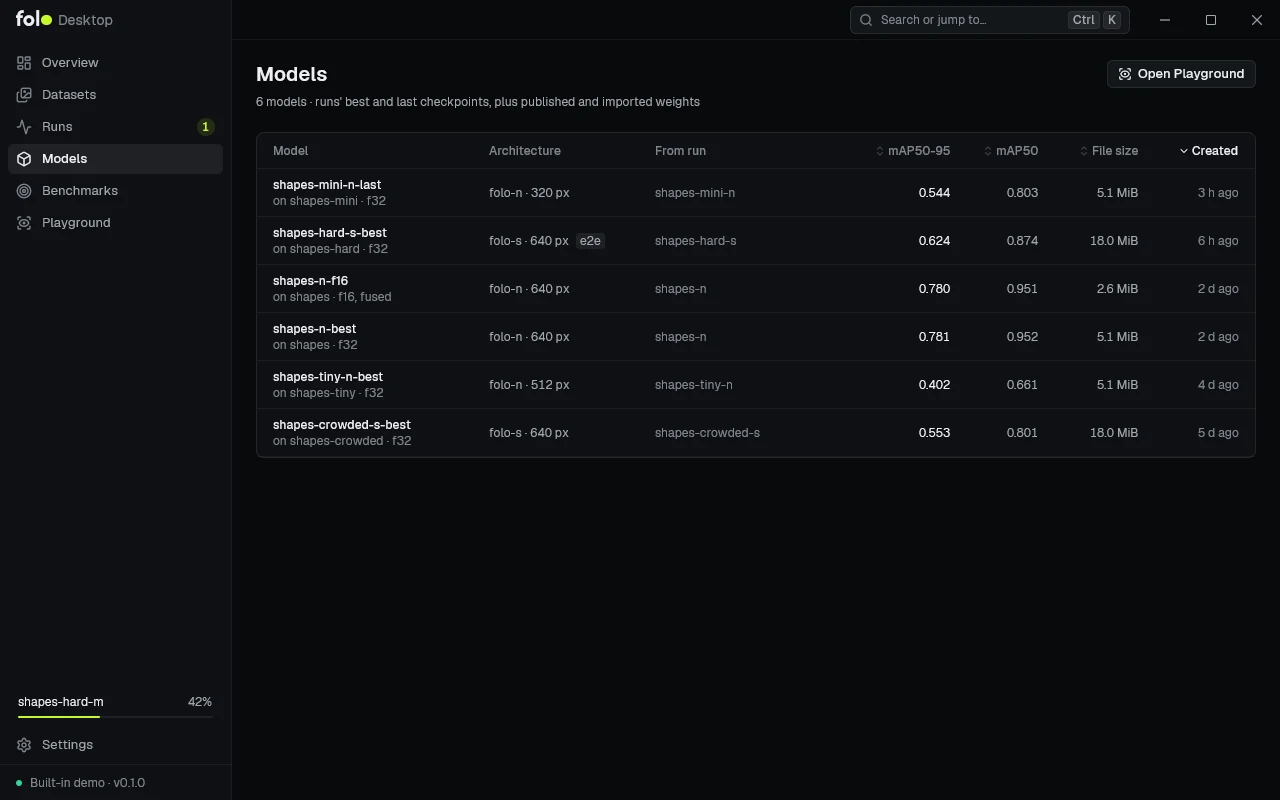 folo Desktop
Search or jump to... Ctrl K
Overview
Datasets
Runs 1
Models
Benchmarks
Playground
Models
Open Playground
6 models · runs' best and last checkpoints, plus published and imported weights
Model Architecture From run mAP50-95 mAP50 File size Created
shapes-mini-n-last
on shapes-mini · f32
folo-n · 320 px shapes-mini-n 0.544 0.803 5.1 MiB 3 h ago
shapes-hard-s-best
on shapes-hard · f32
folo-s · 640 px e2e shapes-hard-s 0.624 0.874 18.0 MiB 6 h ago
shapes-n-f16
on shapes · f16, fused
folo-n · 640 px shapes-n 0.780 0.951 2.6 MiB 2 d ago
shapes-n-best
on shapes · f32
folo-n · 640 px shapes-n 0.781 0.952 5.1 MiB 2 d ago
shapes-tiny-n-best
on shapes-tiny · f32
folo-n · 512 px shapes-tiny-n 0.402 0.661 5.1 MiB 4 d ago
shapes-crowded-s-best
on shapes-crowded · f32
folo-s · 640 px shapes-crowded-s 0.553 0.801 18.0 MiB 5 d ago
shapes-hard-m 42%
Settings
Built-in demo · v0.1.0